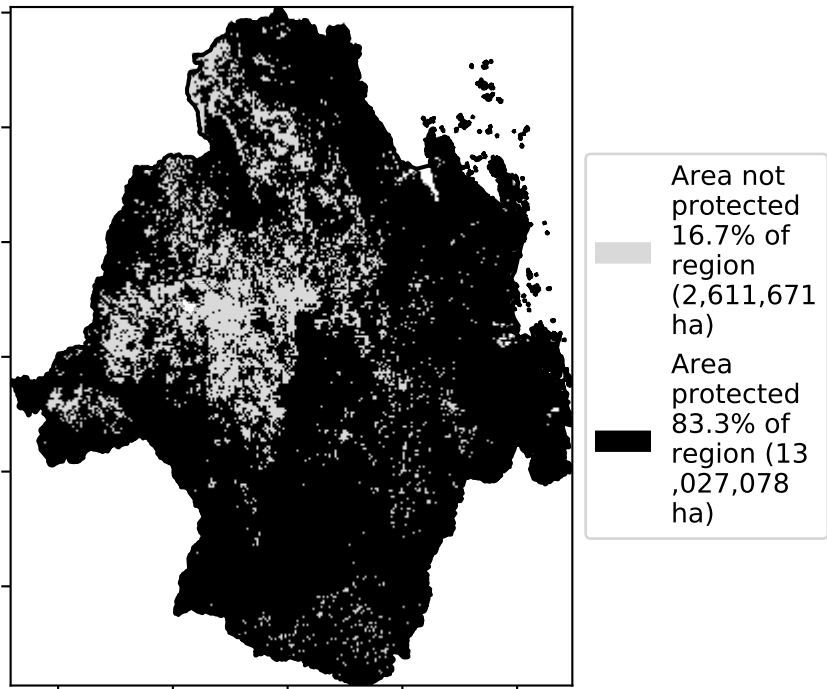 Area not
protected
16.7% of
region
(2,611,671
ha)
Area
protected
83.3% of
region (13
,027,078
ha)